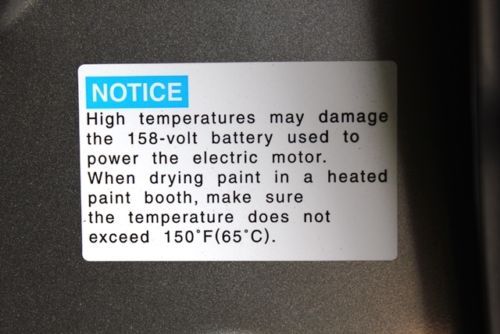 NOTICE
High temperatures may damage
the 158-volt battery used to
power the electric motor.
When drying paint in a heated
paint booth, make sure
the temperature does not
exceed 150˚F(65˚C).